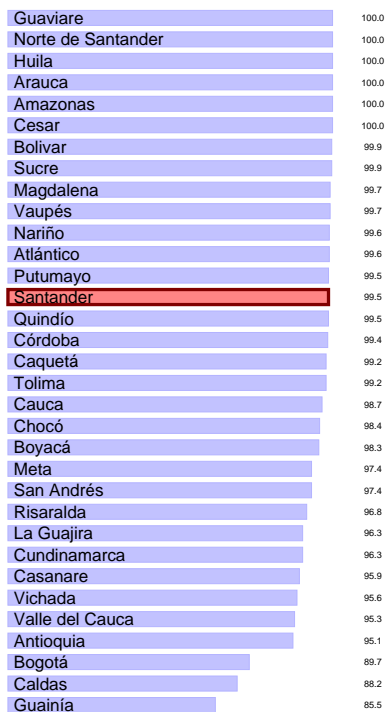 Guaviare 100.0
Norte de Santander 100.0
Huila 100.0
Arauca 100.0
Amazonas 100.0
Cesar 100.0
Bolivar 99.9
Sucre 99.9
Magdalena 99.7
Vaupés 99.7
Nariño 99.6
Atlántico 99.6
Putumayo 99.5
Santander 99.5
Quindío 99.5
Córdoba 99.4
Caquetá 99.2
Tolima 99.2
Cauca 98.7
Chocó 98.4
Boyacá 98.3
Meta 97.4
San Andrés 97.4
Risaralda 96.8
La Guajira 96.3
Cundinamarca 96.3
Casanare 95.9
Vichada 95.6
Valle del Cauca 95.3
Antioquia 95.1
Bogotá 89.7
Caldas 88.2
Guainía 85.5